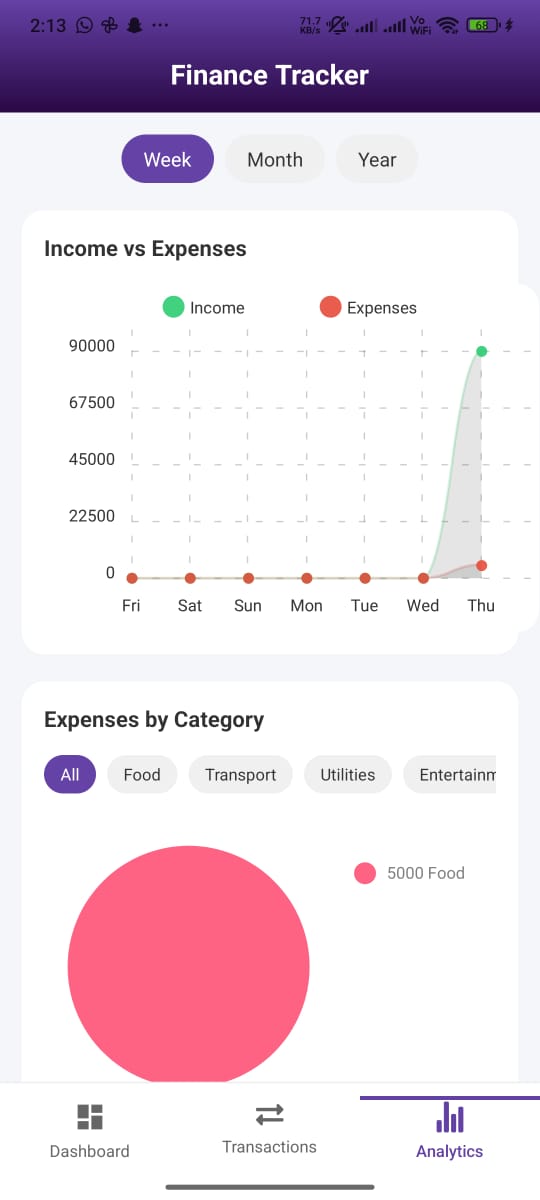 2:13 71.7 KB/s Vo WiFi 68
Finance Tracker
Week Month Year
Income vs Expenses
Income Expenses
90000
67500
45000
22500
0
Fri Sat Sun Mon Tue Wed Thu
Expenses by Category
All Food Transport Utilities Entertainm
5000 Food
Dashboard Transactions Analytics